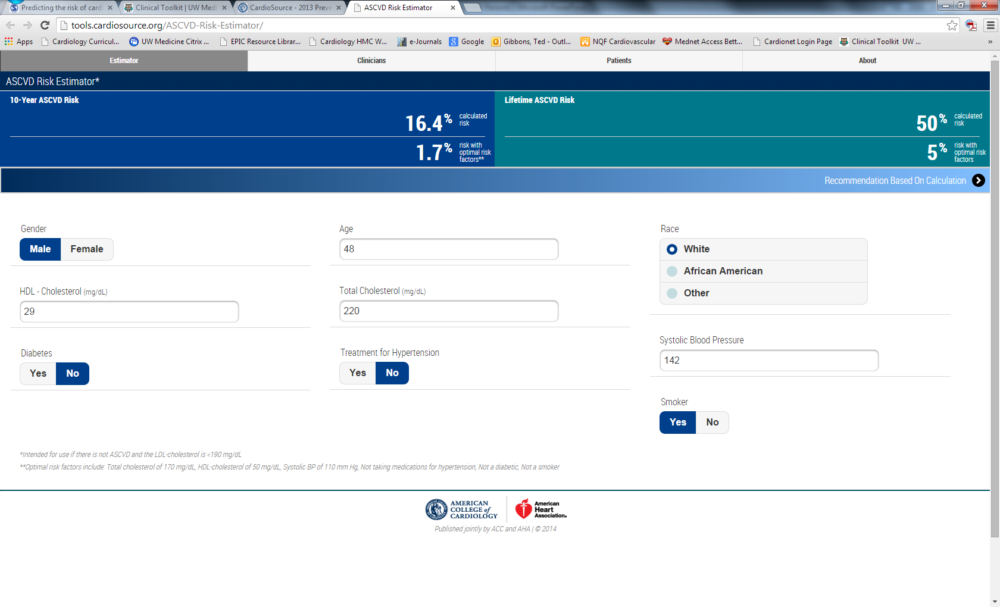 Predicting the risk of cardi
Clinical Toolkit | UW Medi
CardioSource - 2013 Preve
ASCVD Risk Estimator
tools.cardiosource.org/ASCVD-Risk-Estimator/
Apps
Cardiology Curricul...
UW Medicine Citrix ...
EPIC Resource Librar...
Cardiology HMC W...
e-Journals
Google
Gibbons, Ted - Outl...
NQF Cardiovascular
Mednet Access Bett...
Cardionet Login Page
Clinical Toolkit UW ...
»
Estimator
Clinicians
Patients
About
ASCVD Risk Estimator*
10-Year ASCVD Risk
16.4%
calculated
risk
1.7%
risk with
optimal risk
factors**
Lifetime ASCVD Risk
50%
calculated
risk
5%
risk with
optimal risk
factors
Recommendation Based On Calculation
Gender
Male Female
Age
48
Race
White
African American
Other
HDL - Cholesterol (mg/dL)
29
Total Cholesterol (mg/dL)
220
Systolic Blood Pressure
142
Diabetes
Yes No
Treatment for Hypertension
Yes No
Smoker
Yes No
*Intended for use if there is not ASCVD and the LDL-cholesterol is <190 mg/dL
**Optimal risk factors include: Total cholesterol of 170 mg/dL, HDL-cholesterol of 50 mg/dL, Systolic BP of 110 mm Hg, Not taking medications for hypertension, Not a diabetic, Not a smoker
AMERICAN
COLLEGE of
CARDIOLOGY
American
Heart
Association.
Published jointly by ACC and AHA | © 2014